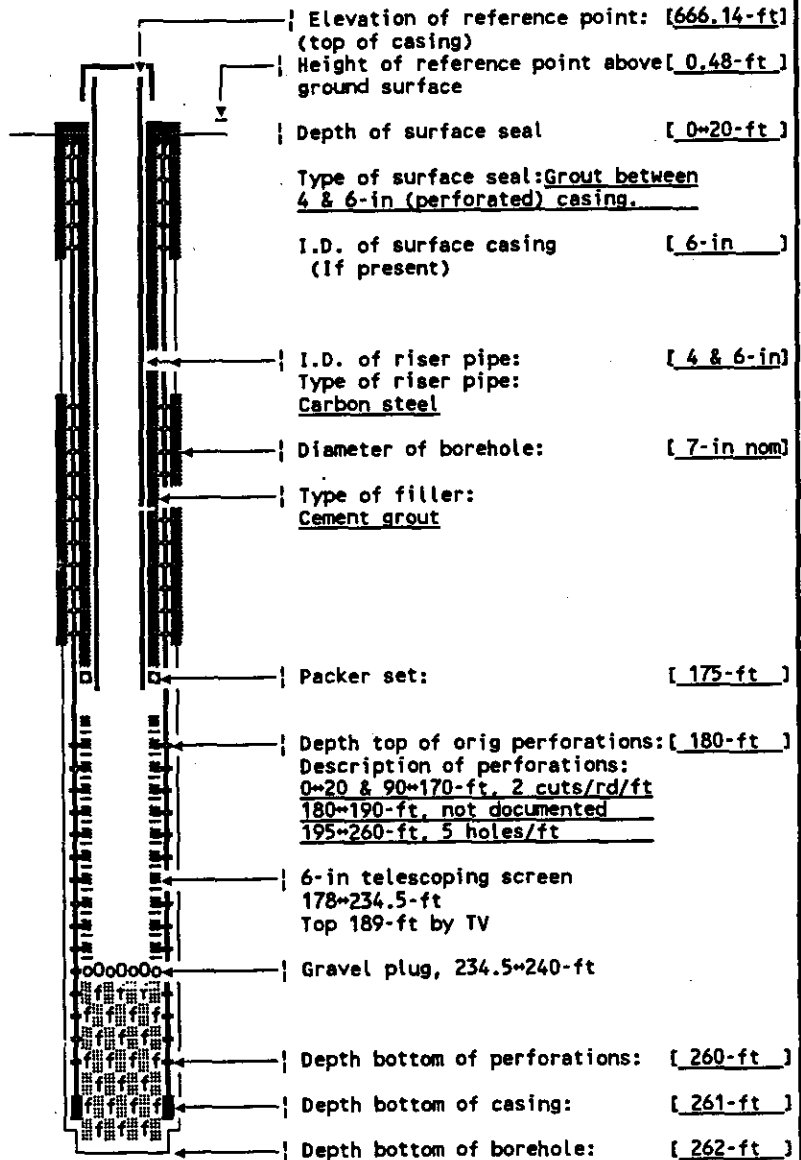 Elevation of reference point: [666.14-ft]
(top of casing)
Height of reference point above[ 0.48-ft ]
ground surface
Depth of surface seal [ 0↔20-ft ]
Type of surface seal:Grout between
4 & 6-in (perforated) casing.
I.D. of surface casing [ 6-in ]
(If present)
I.D. of riser pipe: [ 4 & 6-in]
Type of riser pipe:
Carbon steel
Diameter of borehole: [ 7-in nom]
Type of filler:
Cement grout
Packer set: [ 175-ft ]
Depth top of orig perforations:[ 180-ft ]
Description of perforations:
0↔20 & 90↔170-ft, 2 cuts/rd/ft
180↔190-ft, not documented
195↔260-ft, 5 holes/ft
6-in telescoping screen
178↔234.5-ft
Top 189-ft by TV
Gravel plug, 234.5↔240-ft
Depth bottom of perforations: [ 260-ft ]
Depth bottom of casing: [ 261-ft ]
Depth bottom of borehole: [ 262-ft ]